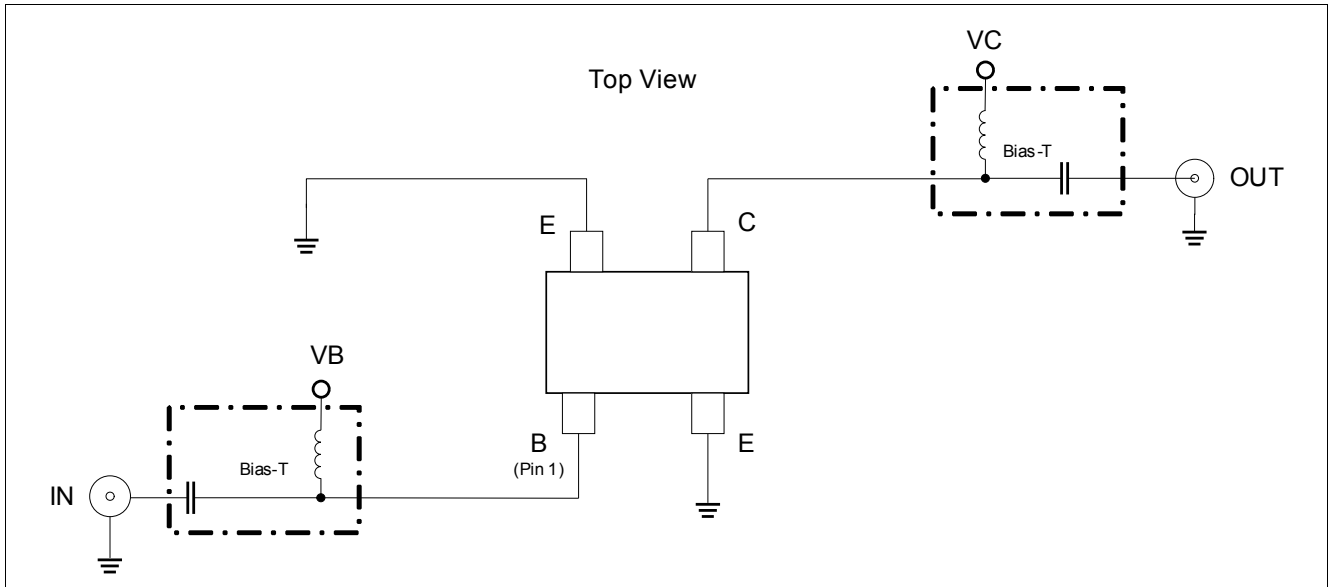 VC
Top View
Bias-T
OUT
E
C
VB
B
(Pin 1)
E
Bias-T
IN